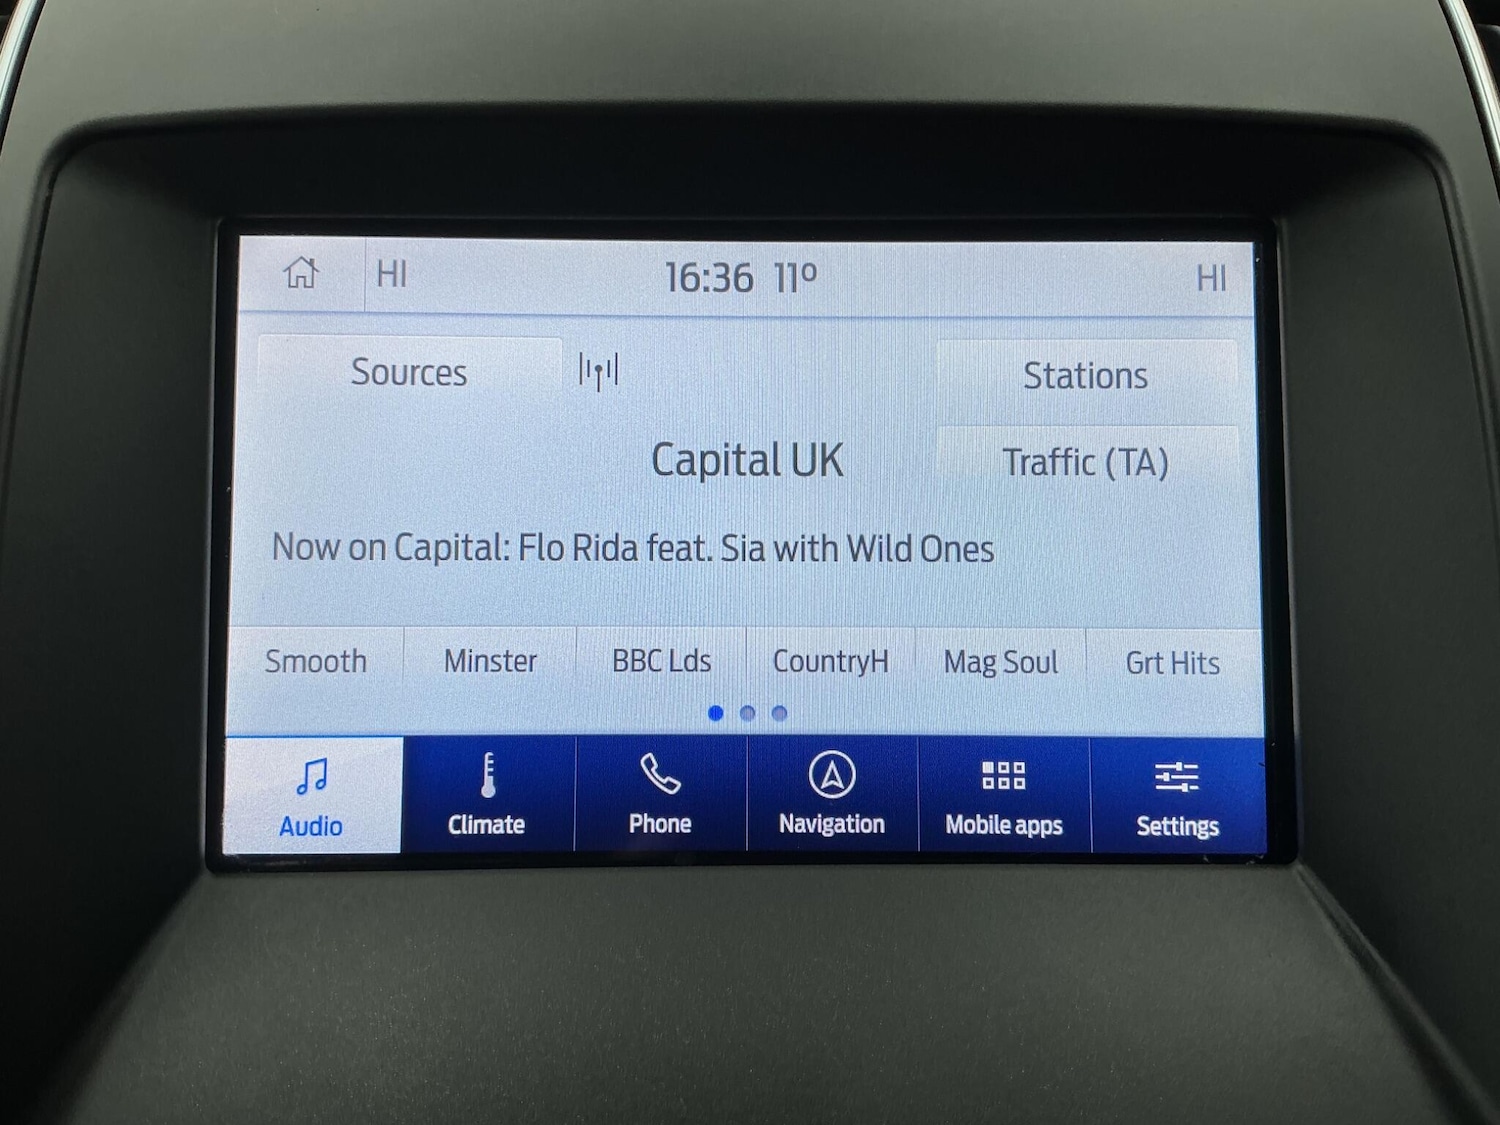 HI 16:36 11° HI
Sources Stations
Capital UK Traffic (TA)
Now on Capital: Flo Rida feat. Sia with Wild Ones
Smooth Minster BBC Lds CountryH Mag Soul Grt Hits
Audio Climate Phone Navigation Mobile apps Settings